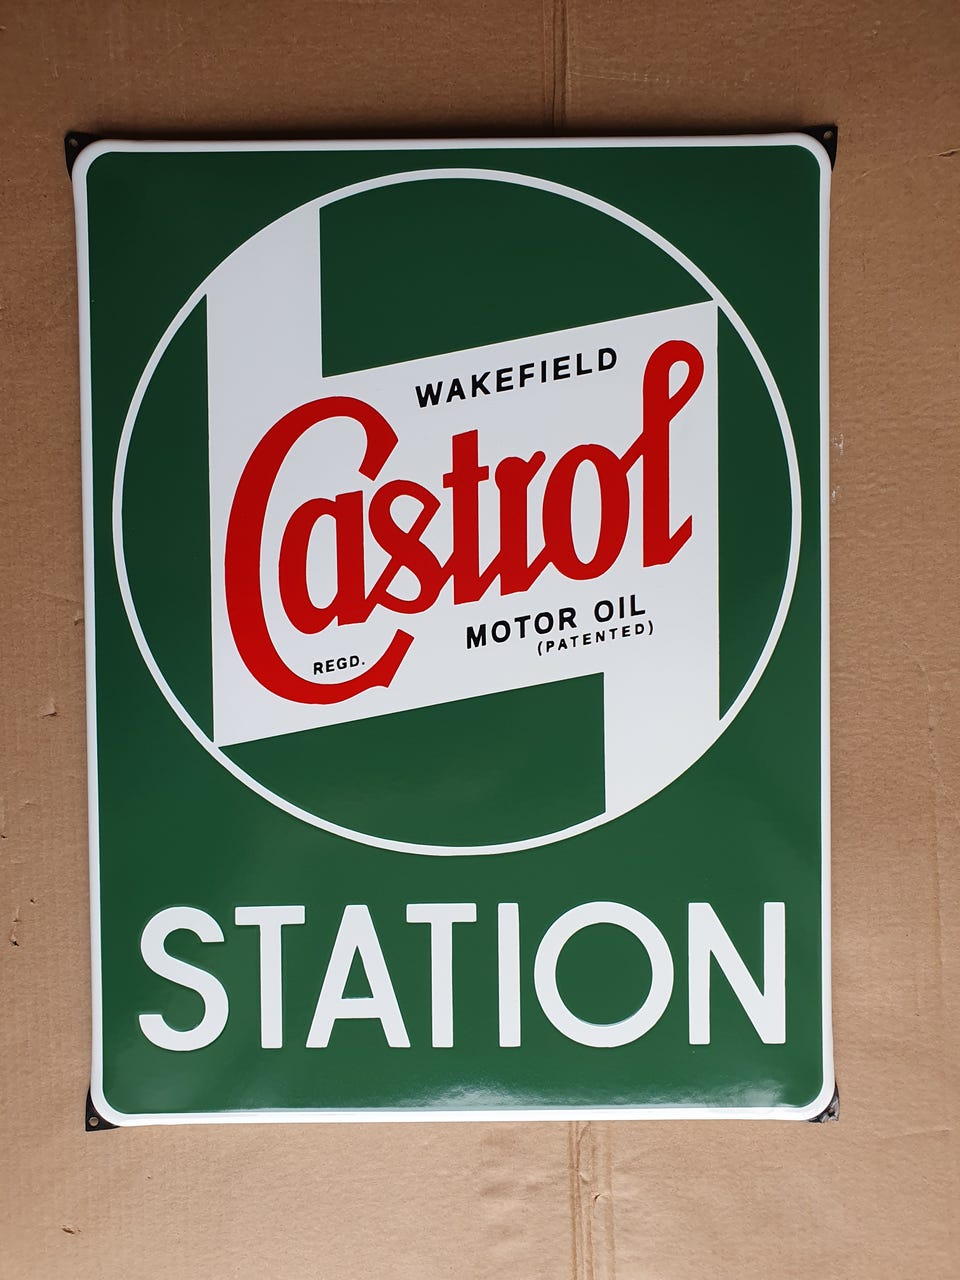 WAKEFIELD
Castrol
REGD.
MOTOR OIL
(PATENTED)
STATION